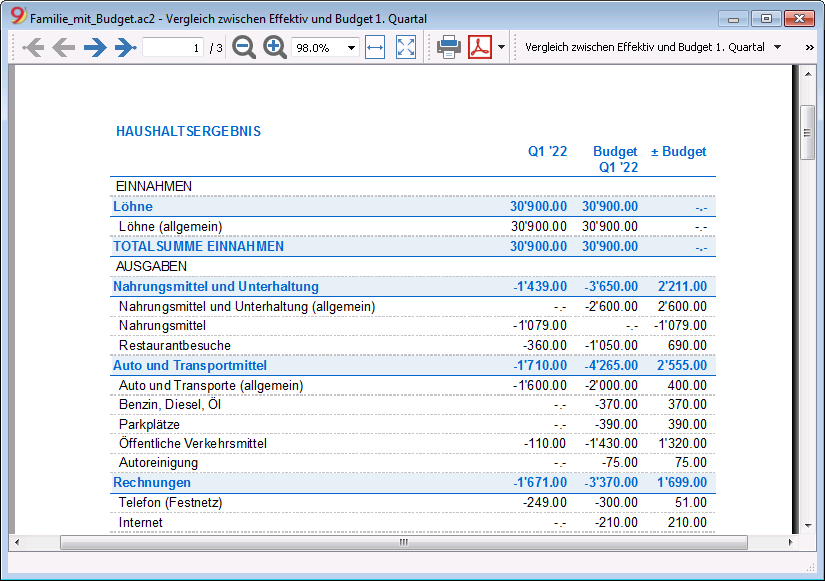 Familie_mit_Budget.ac2 - Vergleich zwischen Effektiv und Budget 1. Quartal
1 / 3 98.0% Vergleich zwischen Effektiv und Budget 1. Quartal »
HAUSHALTSERGEBNIS
Q1 '22 Budget ± Budget
Q1 '22
EINNAHMEN
Löhne 30'900.00 30'900.00 -.-
Löhne (allgemein) 30'900.00 30'900.00 -.-
TOTALSUMME EINNAHMEN 30'900.00 30'900.00 -.-
AUSGABEN
Nahrungsmittel und Unterhaltung -1'439.00 -3'650.00 2'211.00
Nahrungsmittel und Unterhaltung (allgemein) -.- -2'600.00 2'600.00
Nahrungsmittel -1'079.00 -.- -1'079.00
Restaurantbesuche -360.00 -1'050.00 690.00
Auto und Transportmittel -1'710.00 -4'265.00 2'555.00
Auto und Transporte (allgemein) -1'600.00 -2'000.00 400.00
Benzin, Diesel, Öl -.- -370.00 370.00
Parkplätze -.- -390.00 390.00
Öffentliche Verkehrsmittel -110.00 -1'430.00 1'320.00
Autoreinigung -.- -75.00 75.00
Rechnungen -1'671.00 -3'370.00 1'699.00
Telefon (Festnetz) -249.00 -300.00 51.00
Internet -.- -210.00 210.00